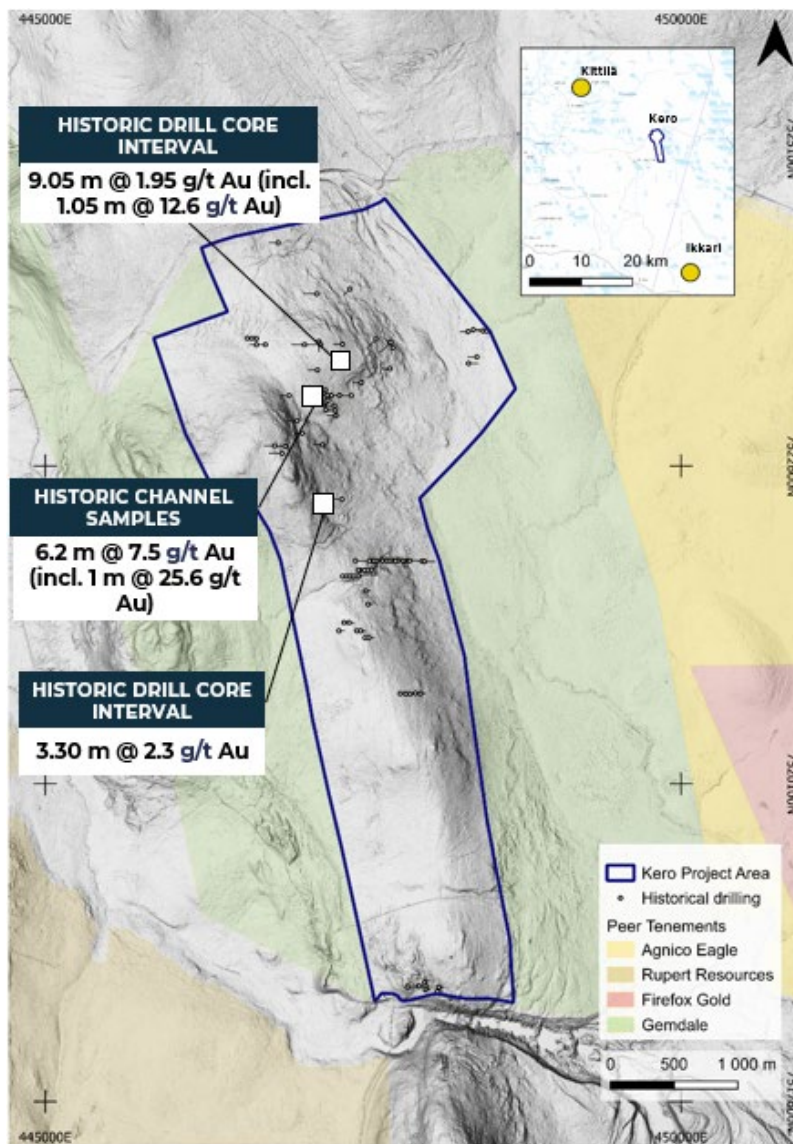 445000E
450000E
7525100N
HISTORIC DRILL CORE
INTERVAL
9.05 m @ 1.95 g/t Au (incl.
1.05 m @ 12.6 g/t Au)
Kittilä
Kero
Ikkari
0 10 20 km
7522600N
HISTORIC CHANNEL
SAMPLES
6.2 m @ 7.5 g/t Au
(incl. 1 m @ 25.6 g/t
Au)
HISTORIC DRILL CORE
INTERVAL
3.30 m @ 2.3 g/t Au
7520100N
Kero Project Area
Historical drilling
Peer Tenements
Agnico Eagle
Rupert Resources
Firefox Gold
Gemdale
0 500 1 000 m
445000E
450000E